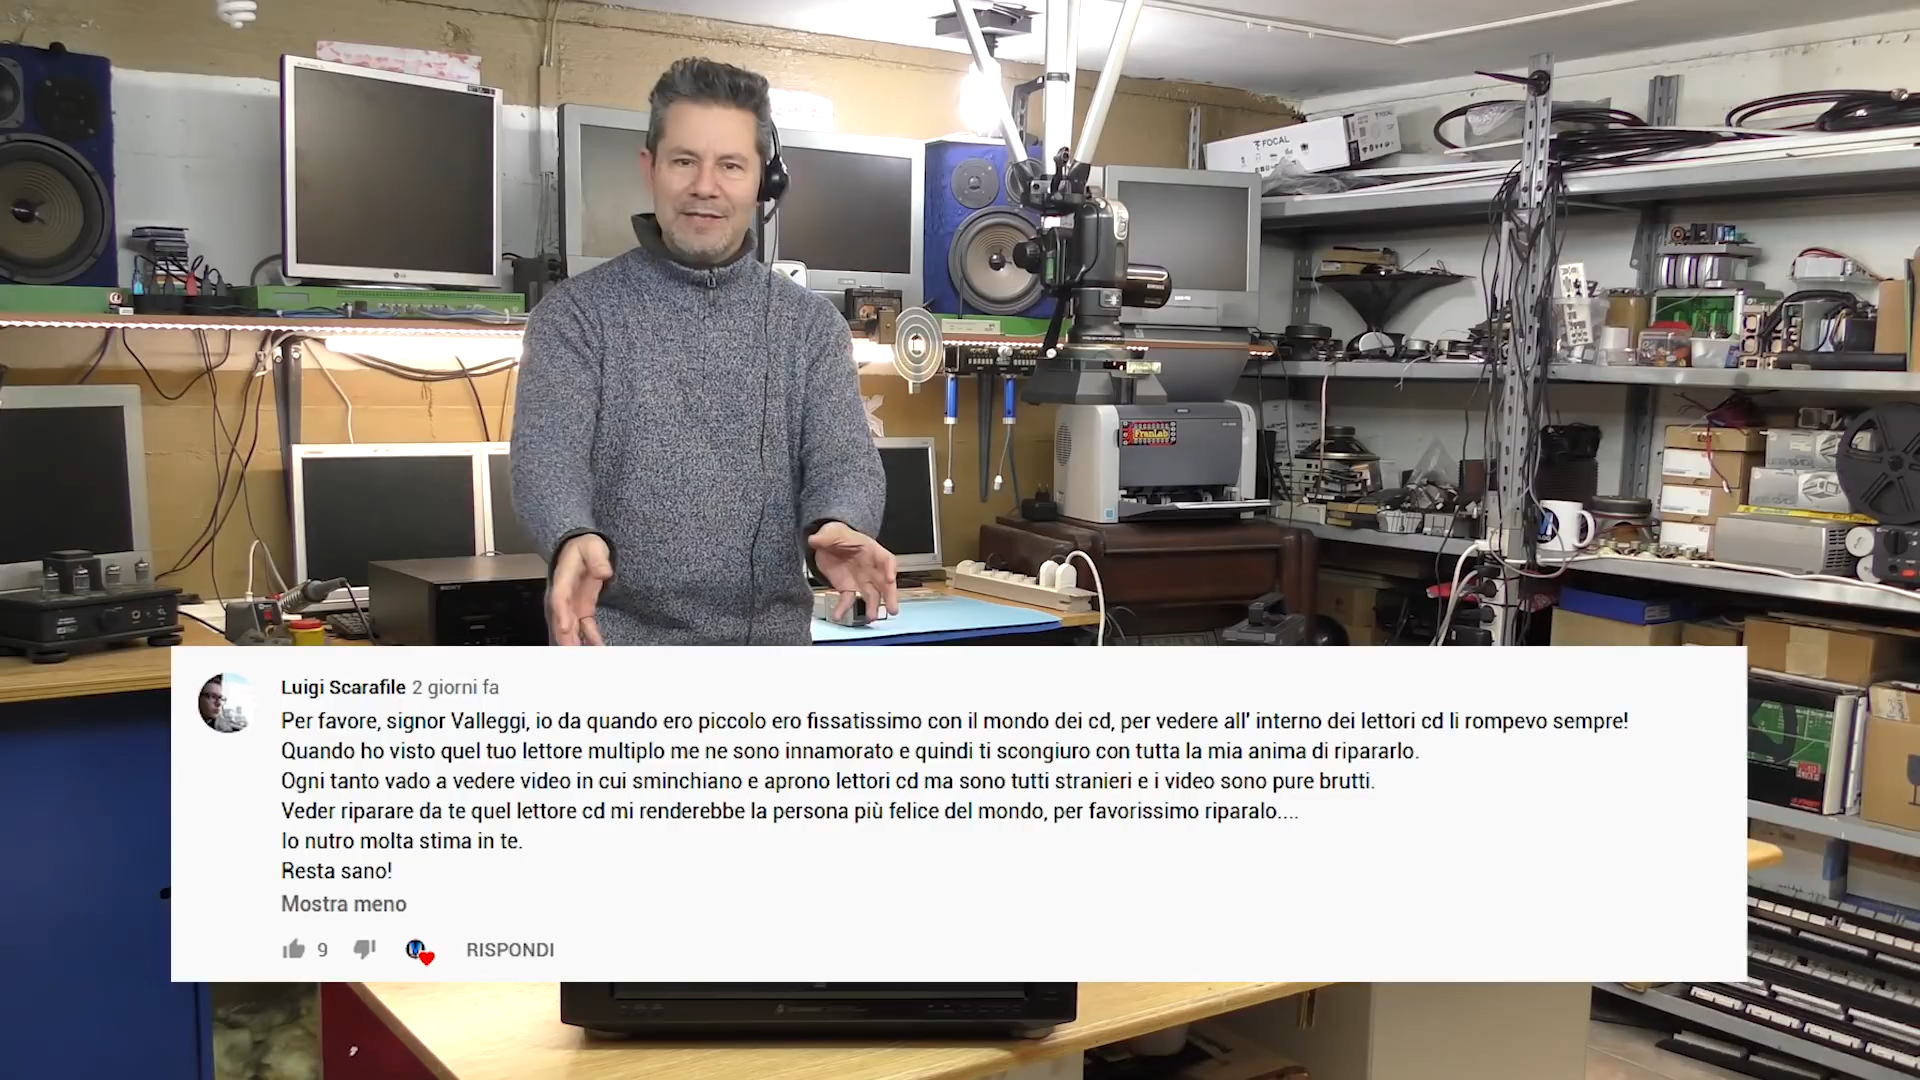 FOCAL
LG
FranLab
SONY
Luigi Scarafile 2 giorni fa
Per favore, signor Valleggi, io da quando ero piccolo ero fissatissimo con il mondo dei cd, per vedere all' interno dei lettori cd li rompevo sempre!
Quando ho visto quel tuo lettore multiplo me ne sono innamorato e quindi ti scongiuro con tutta la mia anima di ripararlo.
Ogni tanto vado a vedere video in cui sminchiano e aprono lettori cd ma sono tutti stranieri e i video sono pure brutti.
Veder riparare da te quel lettore cd mi renderebbe la persona più felice del mondo, per favorissimo riparalo....
Io nutro molta stima in te.
Resta sano!
Mostra meno
9
RISPONDI